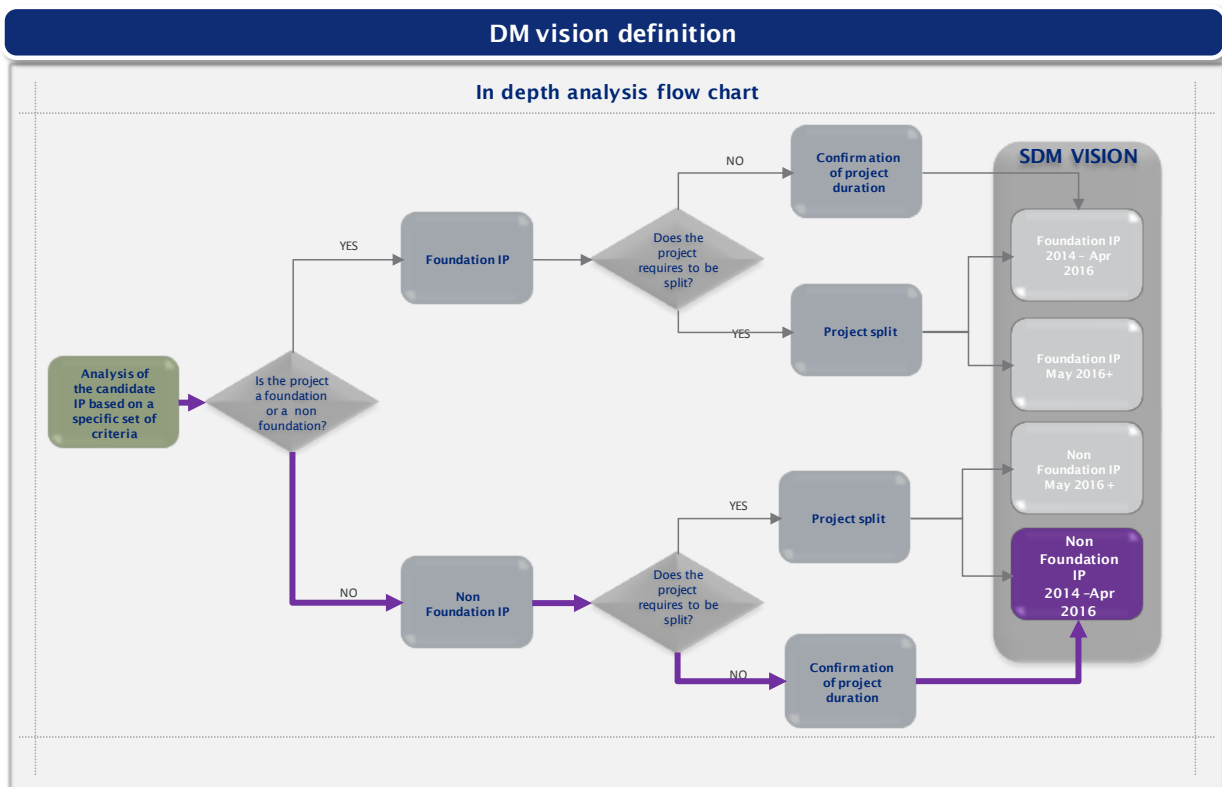 DM vision definition
In depth analysis flow chart
SDM VISION
Confirmation
of project
duration
NO
Foundation IP
2014 – Apr
2016
YES
Foundation IP
Does the
project
requires to be
split?
YES
Project split
Foundation IP
May 2016+
Analysis of
the candidate
IP based on a
specific set of
criteria
Is the project
a foundation
or a non
foundation?
Non
Foundation IP
May 2016 +
YES
Project split
Non
Foundation
IP
2014 –Apr
2016
NO
Non
Foundation IP
Does the
project
requires to be
split?
NO
Confirmation
of project
duration